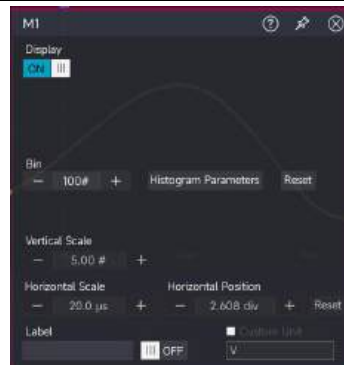 M1
Display
ON
Bin
− 100# + Histogram Parameters Reset
Vertical Scale
− 5.00 # +
Horizontal Scale Horizontal Position
− 20.0 µs + − 2.608 div + Reset
Label Custom Unit
OFF V